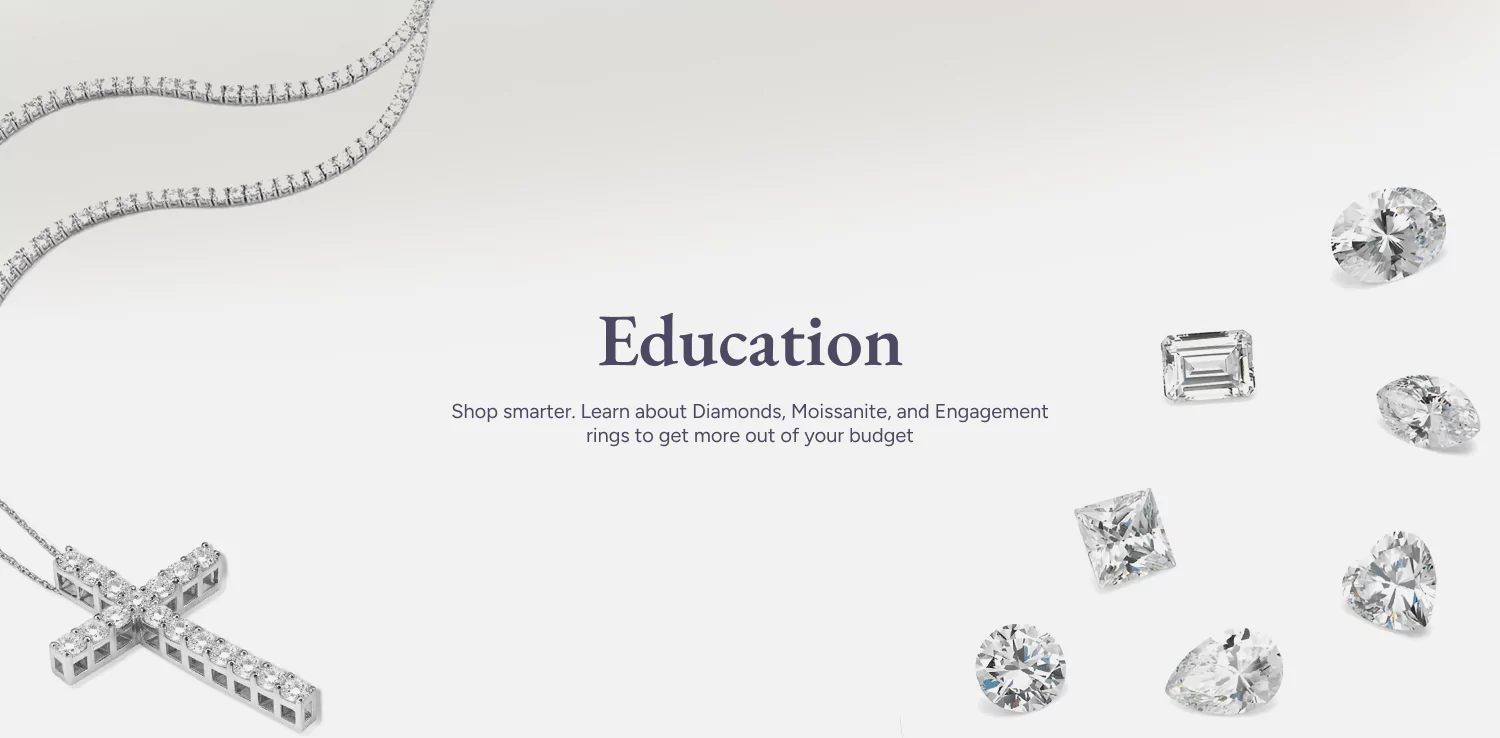 Education
Shop smarter. Learn about Diamonds, Moissanite, and Engagement
rings to get more out of your budget